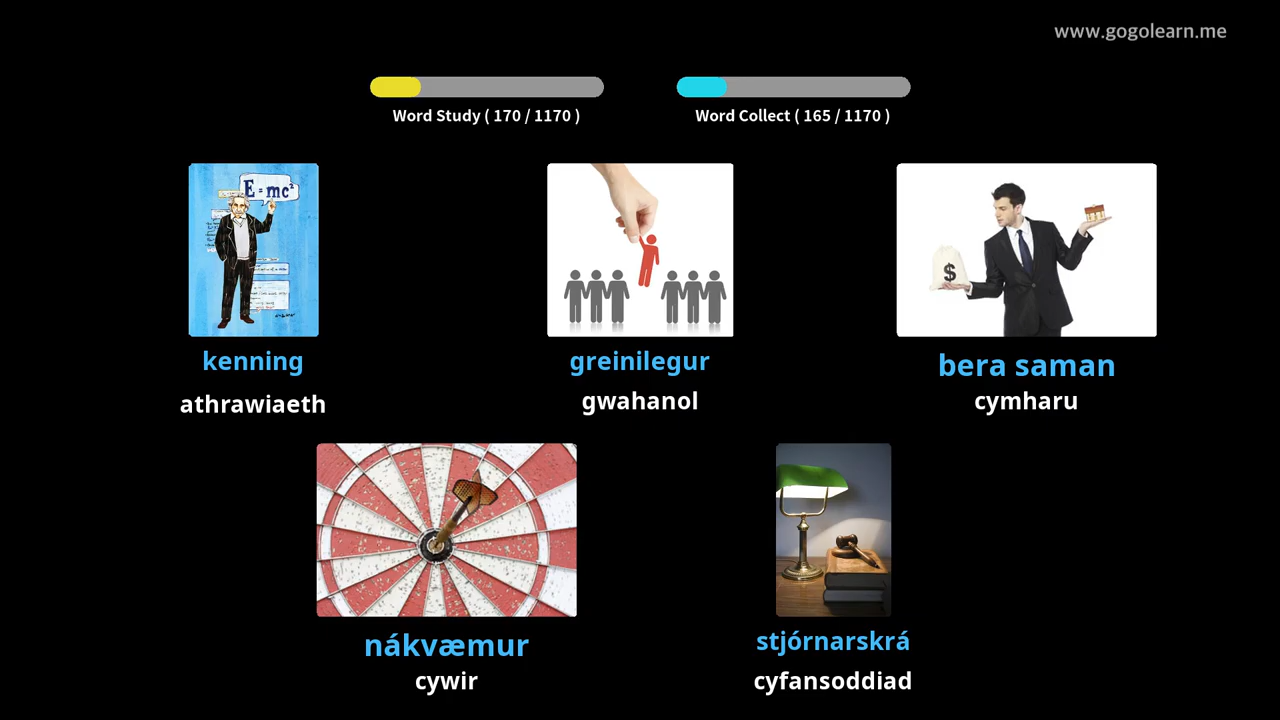 www.gogolearn.me
Word Study ( 170 / 1170 )
Word Collect ( 165 / 1170 )
E = mc²
kenning
athrawiaeth
greinilegur
gwahanol
$
bera saman
cymharu
nákvæmur
cywir
stjórnarskrá
cyfansoddiad